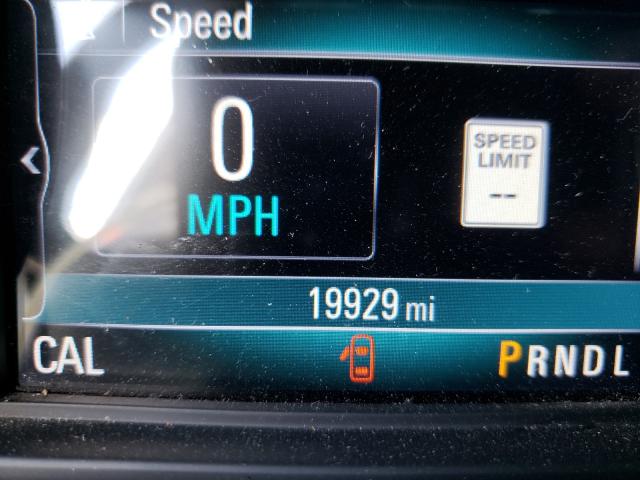 Speed
0
MPH
SPEED
LIMIT
--
19929 mi
CAL
PRNDL